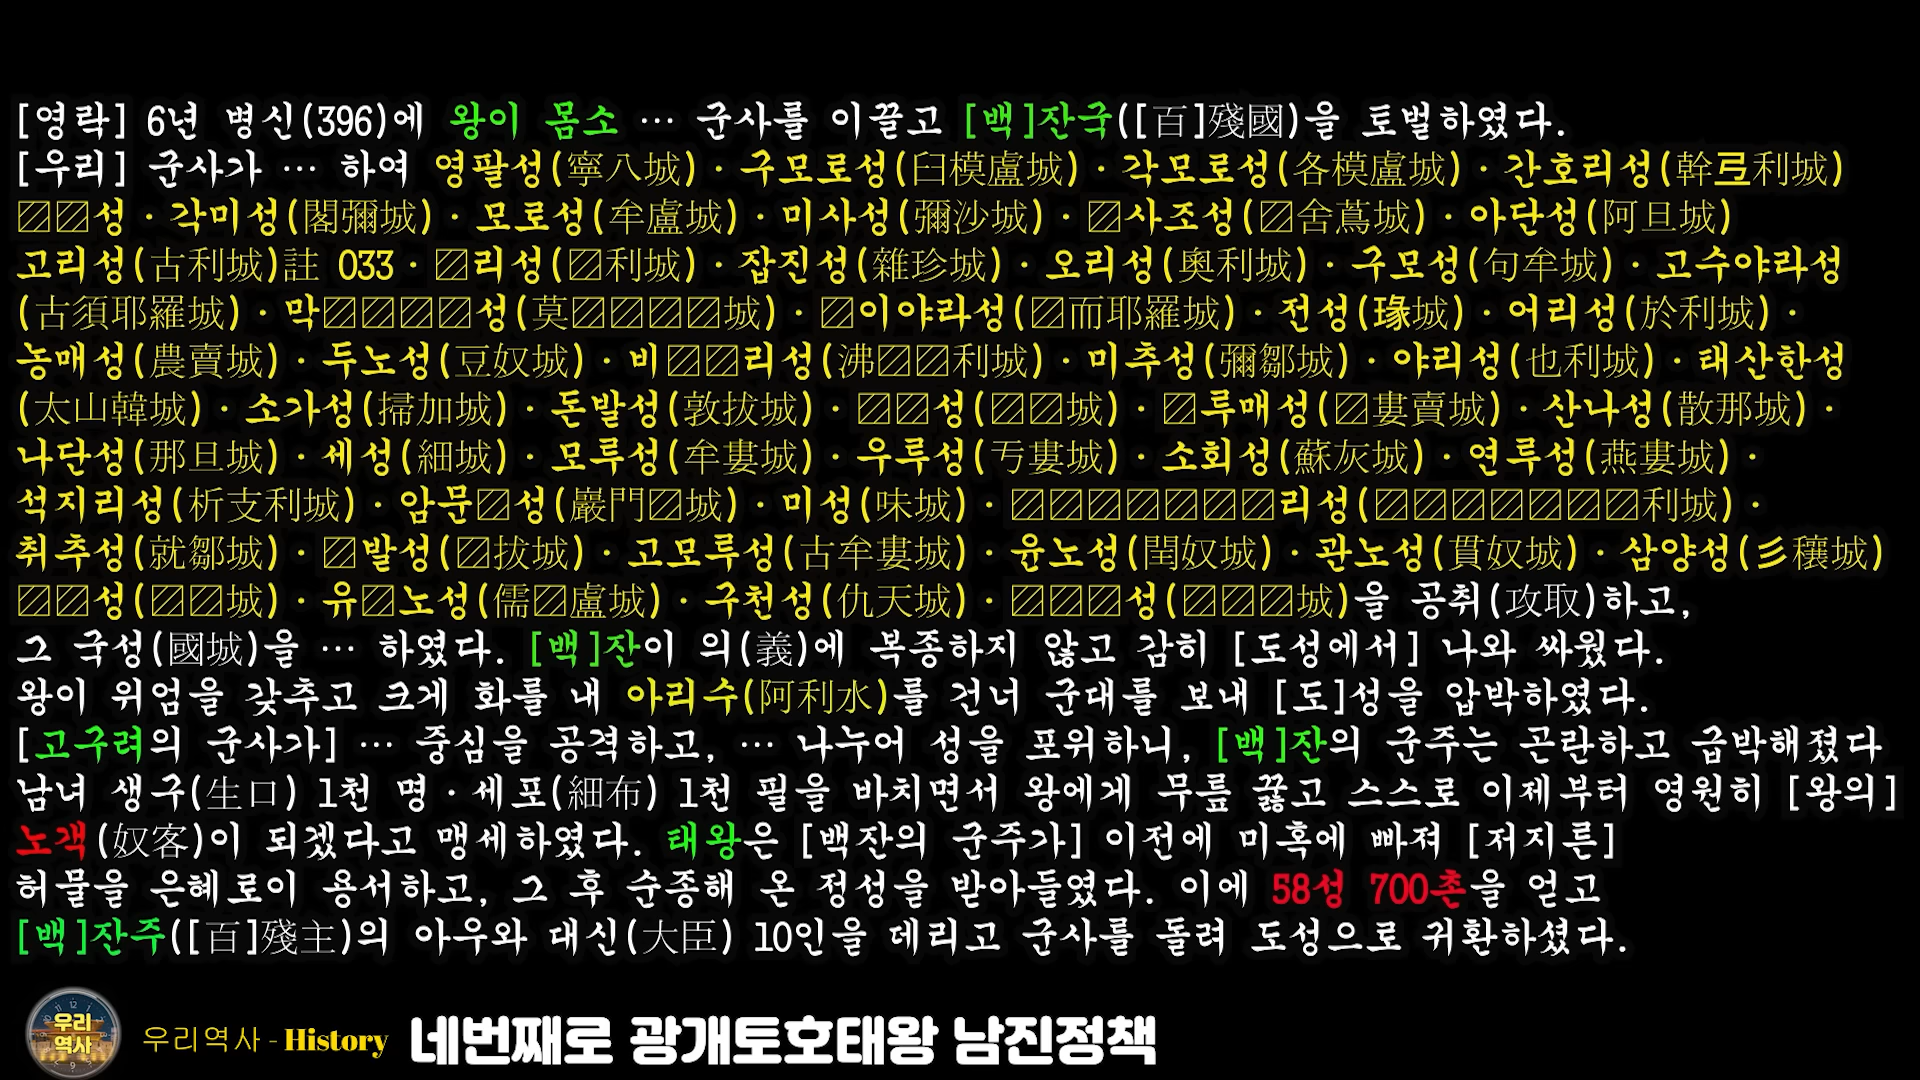 [영락] 6년 병신(396)에 왕이 몸소 … 군사를 이끌고 [백]잔국([百]殘國)을 토벌하였다.
[우리] 군사가 … 하여 영팔성(寧八城)·구모로성(臼模盧城)·각모로성(各模盧城)·간호리성(幹弖利城)
▨▨성·각미성(閣彌城)·모로성(牟盧城)·미사성(彌沙城)·▨사조성(▨舍蔦城)·아단성(阿旦城)
고리성(古利城)註 033·▨리성(▨利城)·잡진성(雜珍城)·오리성(奧利城)·구모성(句牟城)·고수야라성
(古須耶羅城)·막▨▨▨▨성(莫▨▨▨▨城)·▨이야라성(▨而耶羅城)·전성(瑑城)·어리성(於利城)·
농매성(農賣城)·두노성(豆奴城)·비▨▨리성(沸▨▨利城)·미추성(彌鄒城)·야리성(也利城)·태산한성
(太山韓城)·소가성(掃加城)·돈발성(敦拔城)·▨▨성(▨▨城)·▨루매성(▨婁賣城)·산나성(散那城)·
나단성(那旦城)·세성(細城)·모루성(牟婁城)·우루성(亐婁城)·소회성(蘇灰城)·연루성(燕婁城)·
석지리성(析支利城)·암문▨성(巖門▨城)·미성(味城)·▨▨▨▨▨▨▨리성(▨▨▨▨▨▨▨利城)·
취추성(就鄒城)·▨발성(▨拔城)·고모루성(古牟婁城)·윤노성(閏奴城)·관노성(貫奴城)·삼양성(彡穰城)
▨▨성(▨▨城)·유▨노성(儒▨盧城)·구천성(仇天城)·▨▨▨성(▨▨▨城)을 공취(攻取)하고,
그 국성(國城)을 … 하였다. [백]잔이 의(義)에 복종하지 않고 감히 [도성에서] 나와 싸웠다.
왕이 위엄을 갖추고 크게 화를 내 아리수(阿利水)를 건너 군대를 보내 [도]성을 압박하였다.
[고구려의 군사가] … 중심을 공격하고, … 나누어 성을 포위하니, [백]잔의 군주는 곤란하고 급박해졌다
남녀 생구(生口) 1천 명·세포(細布) 1천 필을 바치면서 왕에게 무릎 꿇고 스스로 이제부터 영원히 [왕의]
노객(奴客)이 되겠다고 맹세하였다. 태왕은 [백잔의 군주가] 이전에 미혹에 빠져 [저지른]
허물을 은혜로이 용서하고, 그 후 순종해 온 정성을 받아들였다. 이에 58성 700촌을 얻고
[백]잔주([百]殘主)의 아우와 대신(大臣) 10인을 데리고 군사를 돌려 도성으로 귀환하셨다.
우리
역사
우리역사 - History 네번째로 광개토호태왕 남진정책